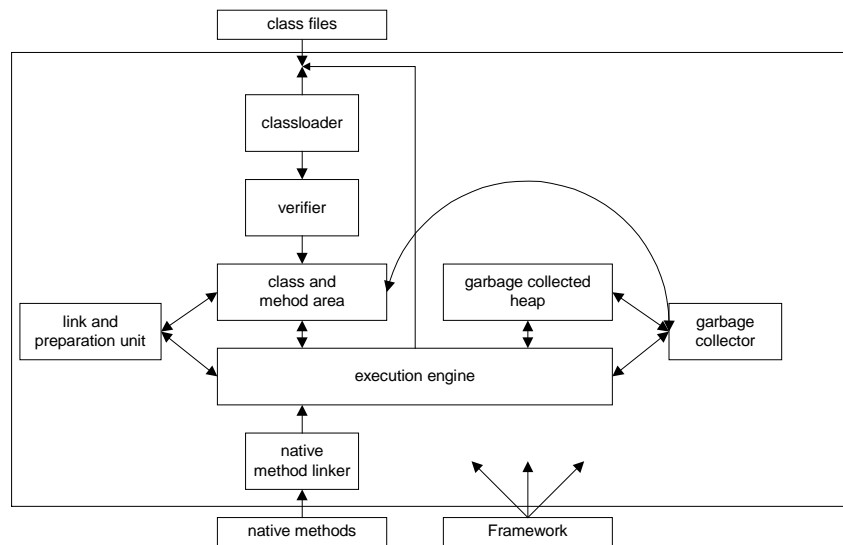 class files
classloader
verifier
class and
mehod area
garbage collected
heap
link and
preparation unit
garbage
collector
execution engine
native
method linker
native methods
Framework